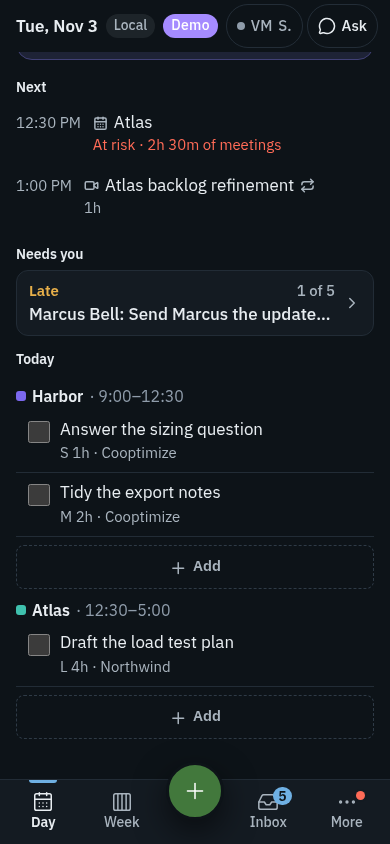 Tue, Nov 3 Local Demo VM S. Ask
Next
12:30 PM Atlas
At risk · 2h 30m of meetings
1:00 PM Atlas backlog refinement
1h
Needs you
Late 1 of 5
Marcus Bell: Send Marcus the update...
Today
Harbor · 9:00–12:30
Answer the sizing question
S 1h · Cooptimize
Tidy the export notes
M 2h · Cooptimize
+ Add
Atlas · 12:30–5:00
Draft the load test plan
L 4h · Northwind
+ Add
Day Week Inbox 5 More